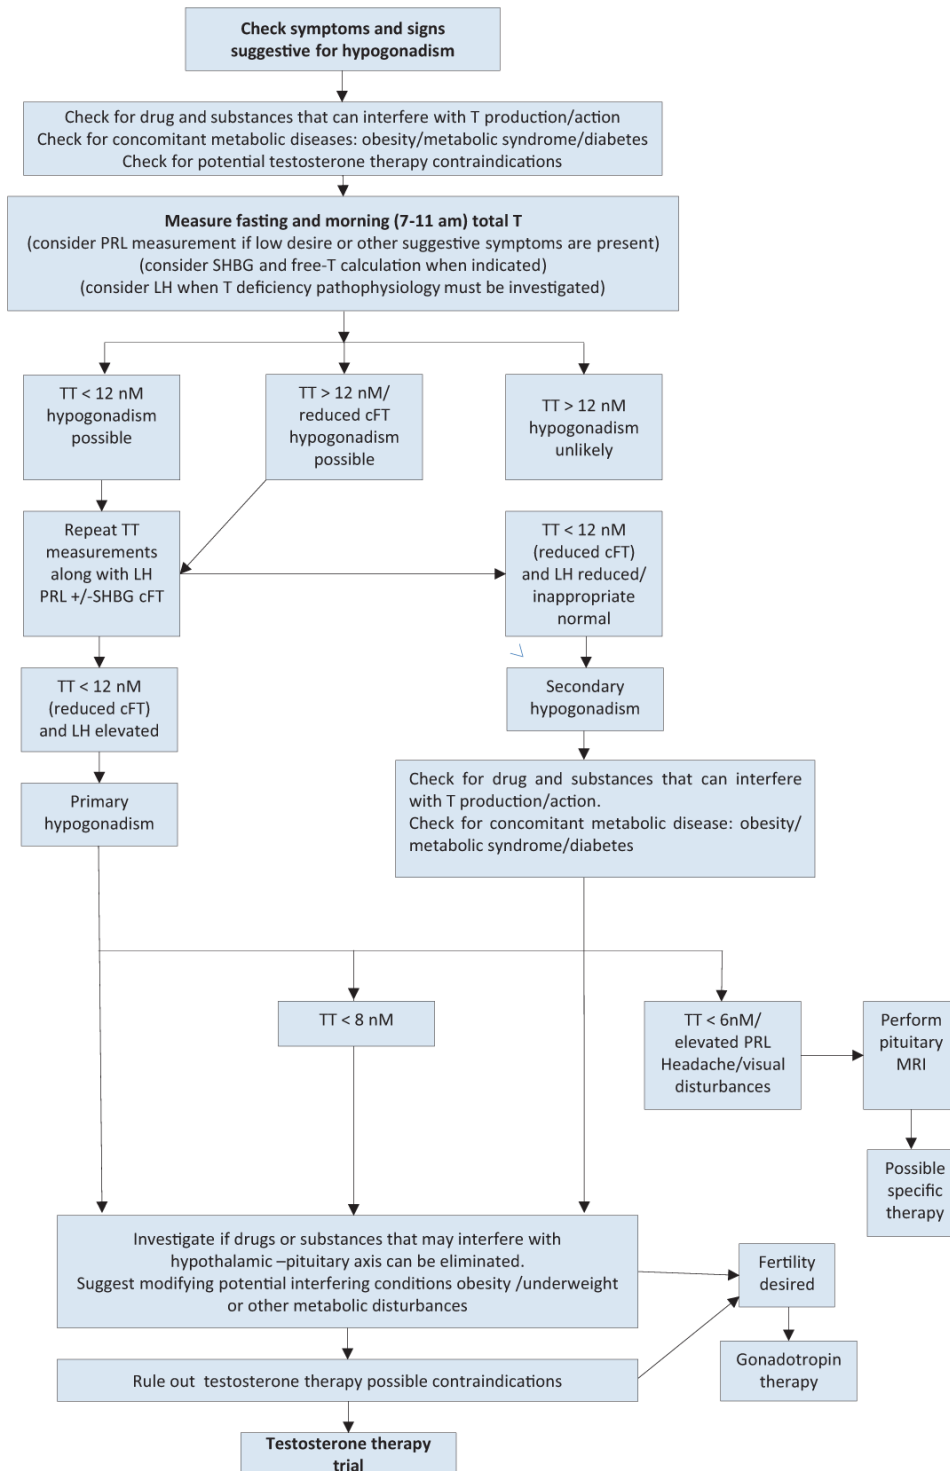 Check symptoms and signs
suggestive for hypogonadism
Check for drug and substances that can interfere with T production/action
Check for concomitant metabolic diseases: obesity/metabolic syndrome/diabetes
Check for potential testosterone therapy contraindications
Measure fasting and morning (7-11 am) total T
(consider PRL measurement if low desire or other suggestive symptoms are present)
(consider SHBG and free-T calculation when indicated)
(consider LH when T deficiency pathophysiology must be investigated)
TT < 12 nM
hypogonadism
possible
TT > 12 nM/
reduced cFT
hypogonadism
possible
TT > 12 nM
hypogonadism
unlikely
Repeat TT
measurements
along with LH
PRL +/-SHBG cFT
TT < 12 nM
(reduced cFT)
and LH reduced/
inappropriate
normal
TT < 12 nM
(reduced cFT)
and LH elevated
Secondary
hypogonadism
Primary
hypogonadism
Check for drug and substances that can interfere
with T production/action.
Check for concomitant metabolic disease: obesity/
metabolic syndrome/diabetes
TT < 8 nM
TT < 6nM/
elevated PRL
Headache/visual
disturbances
Perform
pituitary
MRI
Possible
specific
therapy
Investigate if drugs or substances that may interfere with
hypothalamic –pituitary axis can be eliminated.
Suggest modifying potential interfering conditions obesity /underweight
or other metabolic disturbances
Fertility
desired
Gonadotropin
therapy
Rule out testosterone therapy possible contraindications
Testosterone therapy
trial